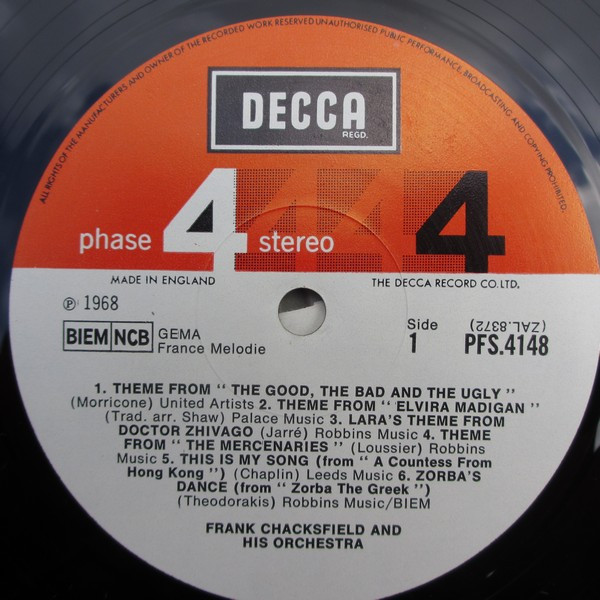 ALL RIGHTS OF THE MANUFACTURERS AND OWNER OF THE RECORDED WORK RESERVED UNAUTHORISED PUBLIC PERFORMANCE, BROADCASTING AND COPYING PROHIBITED.
DECCA
REGD.
phase 4 stereo 4 4 4
MADE IN ENGLAND THE DECCA RECORD CO. LTD.
℗ 1968
BIEM NCB GEMA
France Melodie
Side
1
(ZAL.8372)
PFS.4148
1. THEME FROM “ THE GOOD, THE BAD AND THE UGLY ”
(Morricone) United Artists 2. THEME FROM “ ELVIRA MADIGAN ”
(Trad. arr. Shaw) Palace Music 3. LARA'S THEME FROM
DOCTOR ZHIVAGO (Jarré) Robbins Music 4. THEME
FROM “ THE MERCENARIES ” (Loussier) Robbins
Music 5. THIS IS MY SONG (from “ A Countess From
Hong Kong ”) (Chaplin) Leeds Music 6. ZORBA'S
DANCE (from “ Zorba The Greek ”)
(Theodorakis) Robbins Music/BIEM
FRANK CHACKSFIELD AND
HIS ORCHESTRA